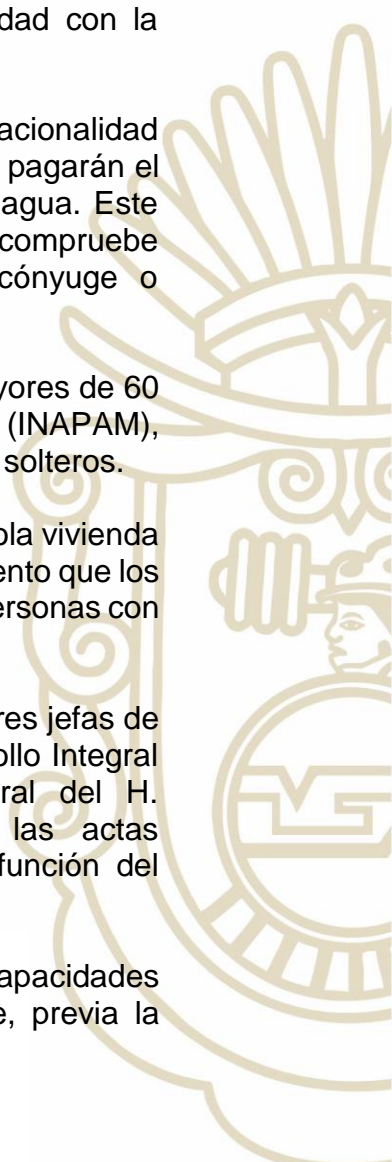 dad con la
acionalidad
pagarán el
agua. Este
compruebe
cónyuge o
yores de 60
(INAPAM),
solteros.
ola vivienda
ento que los
ersonas con
res jefas de
ollo Integral
ral del H.
las actas
función del
apacidades
e, previa la